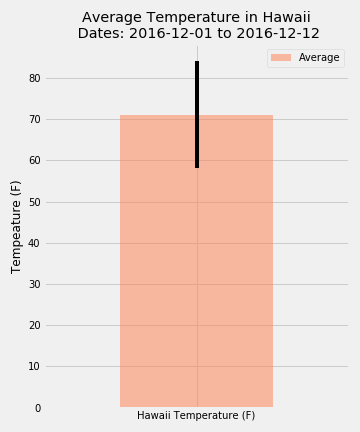 Average Temperature in Hawaii
Dates: 2016-12-01 to 2016-12-12
Average
Tempeature (F)
80
70
60
50
40
30
20
10
0
Hawaii Temperature (F)